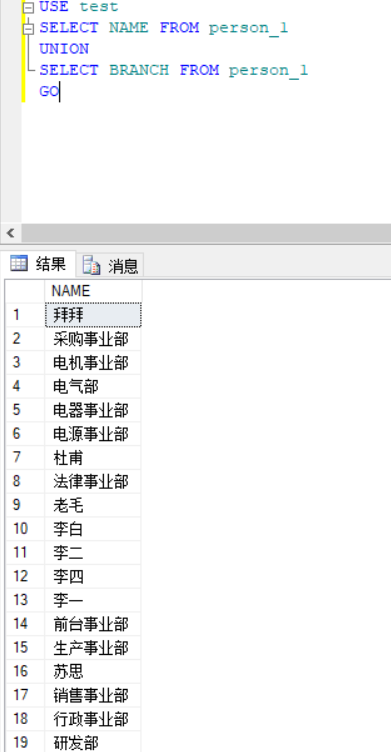 USE test
SELECT NAME FROM person_1
UNION
SELECT BRANCH FROM person_1
GO
结果 消息
NAME
1 拜拜
2 采购事业部
3 电机事业部
4 电气部
5 电器事业部
6 电源事业部
7 杜甫
8 法律事业部
9 老毛
10 李白
11 李二
12 李四
13 李一
14 前台事业部
15 生产事业部
16 苏思
17 销售事业部
18 行政事业部
19 研发部